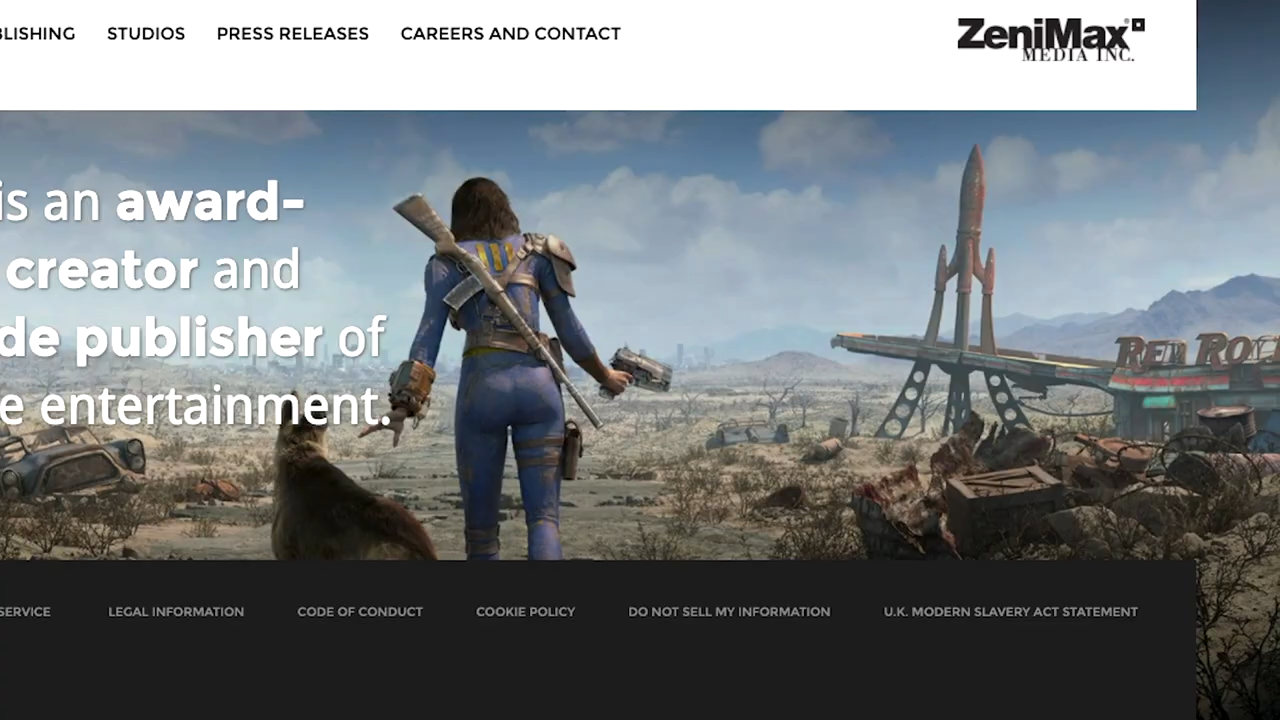 BLISHING STUDIOS PRESS RELEASES CAREERS AND CONTACT
ZeniMax®
MEDIA INC.
is an award-
creator and
de publisher of
e entertainment.
RED ROC
SERVICE LEGAL INFORMATION CODE OF CONDUCT COOKIE POLICY DO NOT SELL MY INFORMATION U.K. MODERN SLAVERY ACT STATEMENT